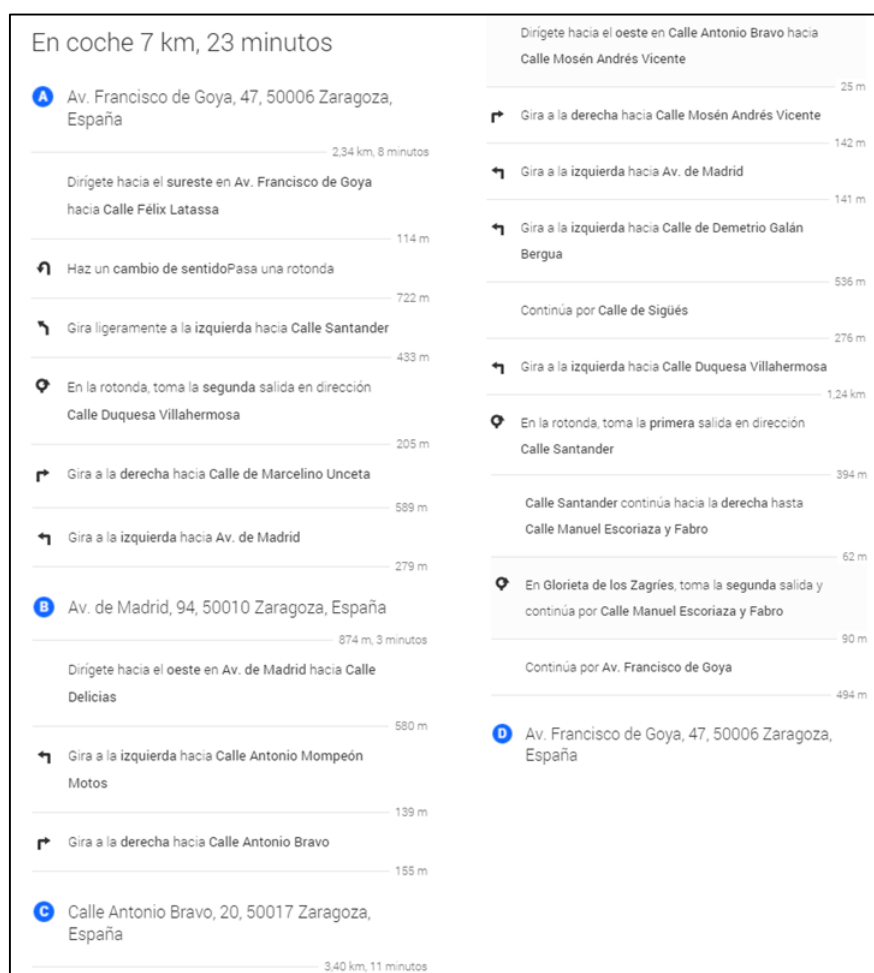 En coche 7 km, 23 minutos
A Av. Francisco de Goya, 47, 50006 Zaragoza,
España
2,34 km, 8 minutos
Dirígete hacia el sureste en Av. Francisco de Goya
hacia Calle Félix Latassa
114 m
Haz un cambio de sentidoPasa una rotonda
722 m
Gira ligeramente a la izquierda hacia Calle Santander
433 m
En la rotonda, toma la segunda salida en dirección
Calle Duquesa Villahermosa
205 m
Gira a la derecha hacia Calle de Marcelino Unceta
589 m
Gira a la izquierda hacia Av. de Madrid
279 m
B Av. de Madrid, 94, 50010 Zaragoza, España
874 m, 3 minutos
Dirígete hacia el oeste en Av. de Madrid hacia Calle
Delicias
580 m
Gira a la izquierda hacia Calle Antonio Mompeón
Motos
139 m
Gira a la derecha hacia Calle Antonio Bravo
155 m
C Calle Antonio Bravo, 20, 50017 Zaragoza,
España
3,40 km, 11 minutos
Dirígete hacia el oeste en Calle Antonio Bravo hacia
Calle Mosén Andrés Vicente
25 m
Gira a la derecha hacia Calle Mosén Andrés Vicente
142 m
Gira a la izquierda hacia Av. de Madrid
141 m
Gira a la izquierda hacia Calle de Demetrio Galán
Bergua
536 m
Continúa por Calle de Sigüés
276 m
Gira a la izquierda hacia Calle Duquesa Villahermosa
1,24 km
En la rotonda, toma la primera salida en dirección
Calle Santander
394 m
Calle Santander continúa hacia la derecha hasta
Calle Manuel Escoriaza y Fabro
62 m
En Glorieta de los Zagríes, toma la segunda salida y
continúa por Calle Manuel Escoriaza y Fabro
90 m
Continúa por Av. Francisco de Goya
494 m
D Av. Francisco de Goya, 47, 50006 Zaragoza,
España